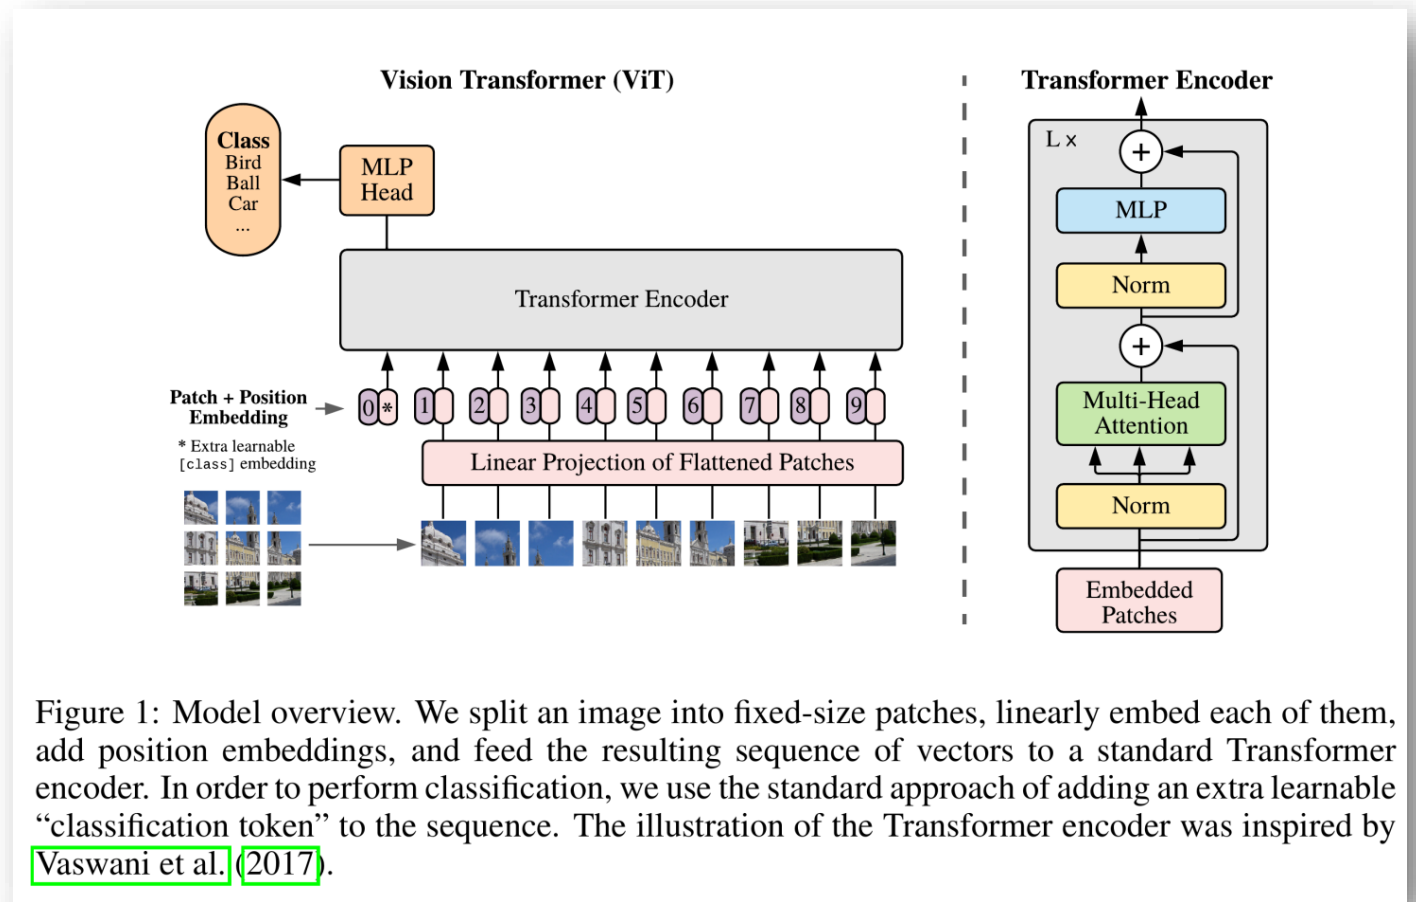 Vision Transformer (ViT)
Class
Bird
Ball
Car
...
MLP
Head
Transformer Encoder
Patch + Position
Embedding
* Extra learnable
[class] embedding
0 * 1 2 3 4 5 6 7 8 9
Linear Projection of Flattened Patches
Transformer Encoder
L x
+
MLP
Norm
+
Multi-Head
Attention
Norm
Embedded
Patches
Figure 1: Model overview. We split an image into fixed-size patches, linearly embed each of them,
add position embeddings, and feed the resulting sequence of vectors to a standard Transformer
encoder. In order to perform classification, we use the standard approach of adding an extra learnable
“classification token” to the sequence. The illustration of the Transformer encoder was inspired by
Vaswani et al. (2017).